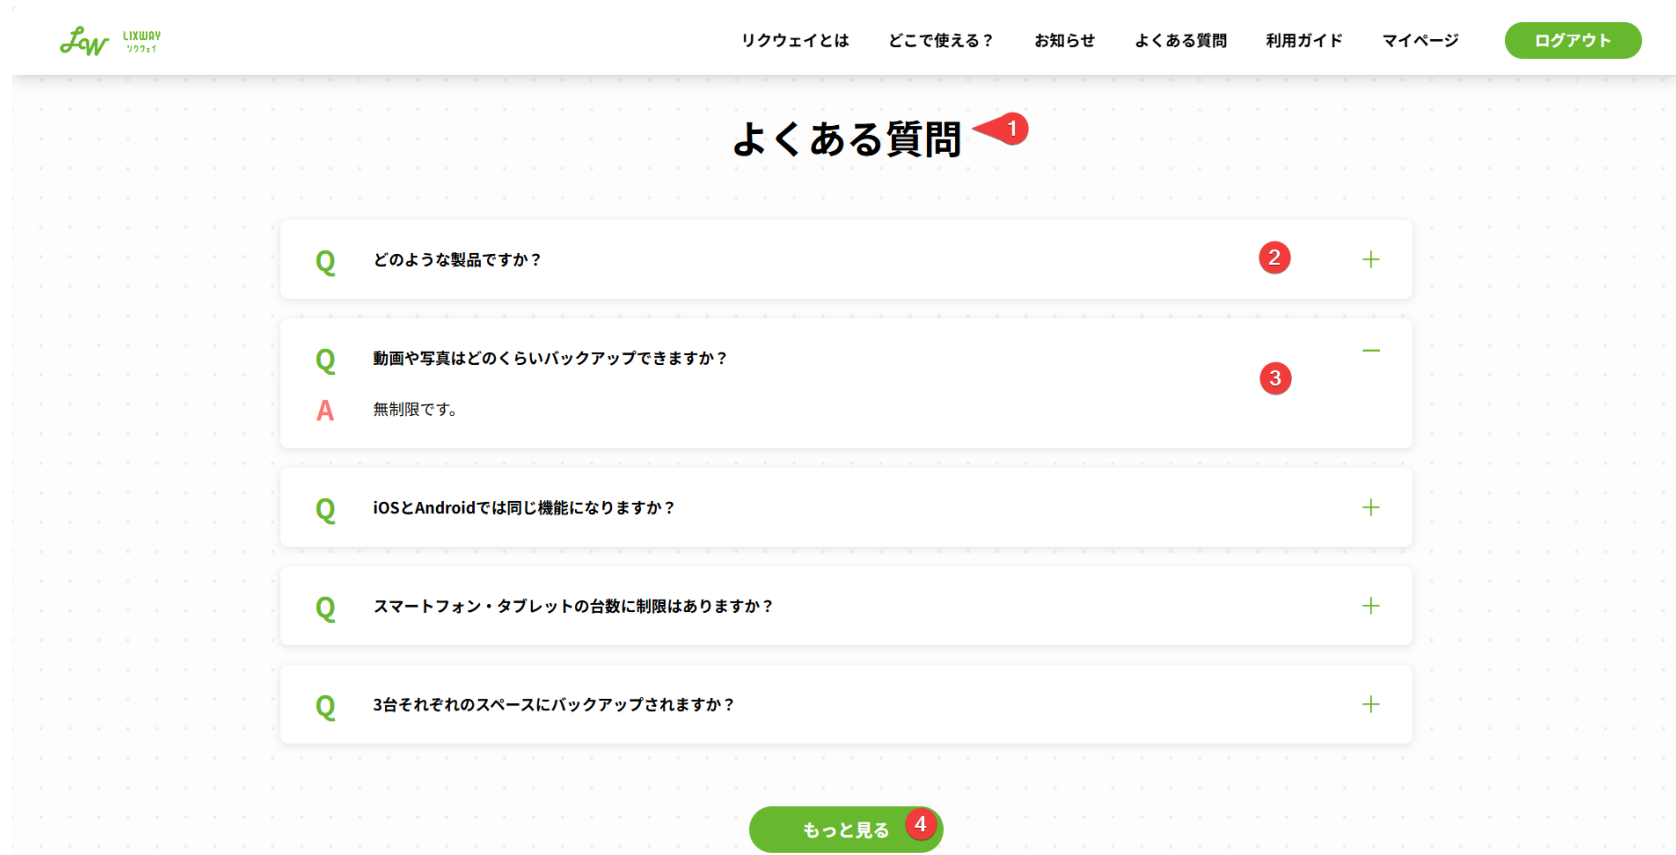 LW LIXWAY
リクウェイ
リクウェイとは どこで使える? お知らせ よくある質問 利用ガイド マイページ ログアウト
よくある質問 1
Q どのような製品ですか? 2
Q 動画や写真はどのくらいバックアップできますか?
3
A 無制限です。
Q iOSとAndroidでは同じ機能になりますか?
Q スマートフォン・タブレットの台数に制限はありますか?
Q 3台それぞれのスペースにバックアップされますか?
もっと見る 4